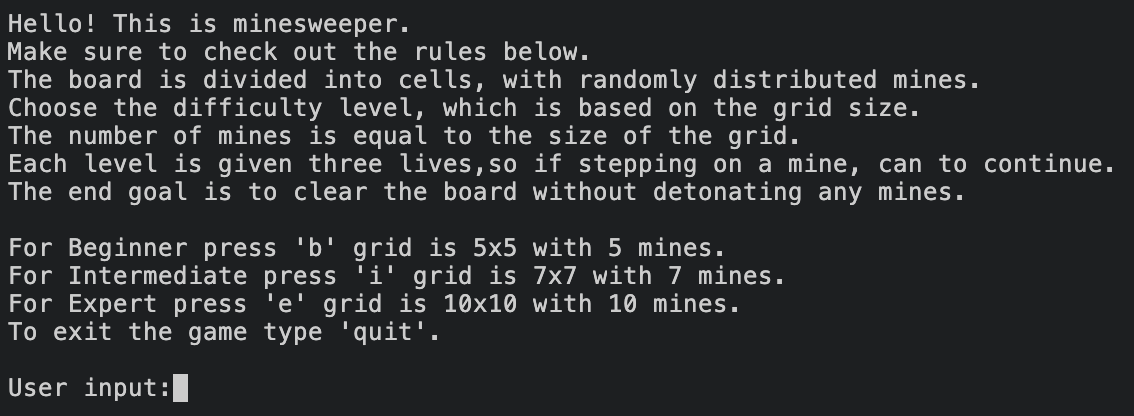 Hello! This is minesweeper.
Make sure to check out the rules below.
The board is divided into cells, with randomly distributed mines.
Choose the difficulty level, which is based on the grid size.
The number of mines is equal to the size of the grid.
Each level is given three lives,so if stepping on a mine, can to continue.
The end goal is to clear the board without detonating any mines.
For Beginner press 'b' grid is 5x5 with 5 mines.
For Intermediate press 'i' grid is 7x7 with 7 mines.
For Expert press 'e' grid is 10x10 with 10 mines.
To exit the game type 'quit'.
User input: